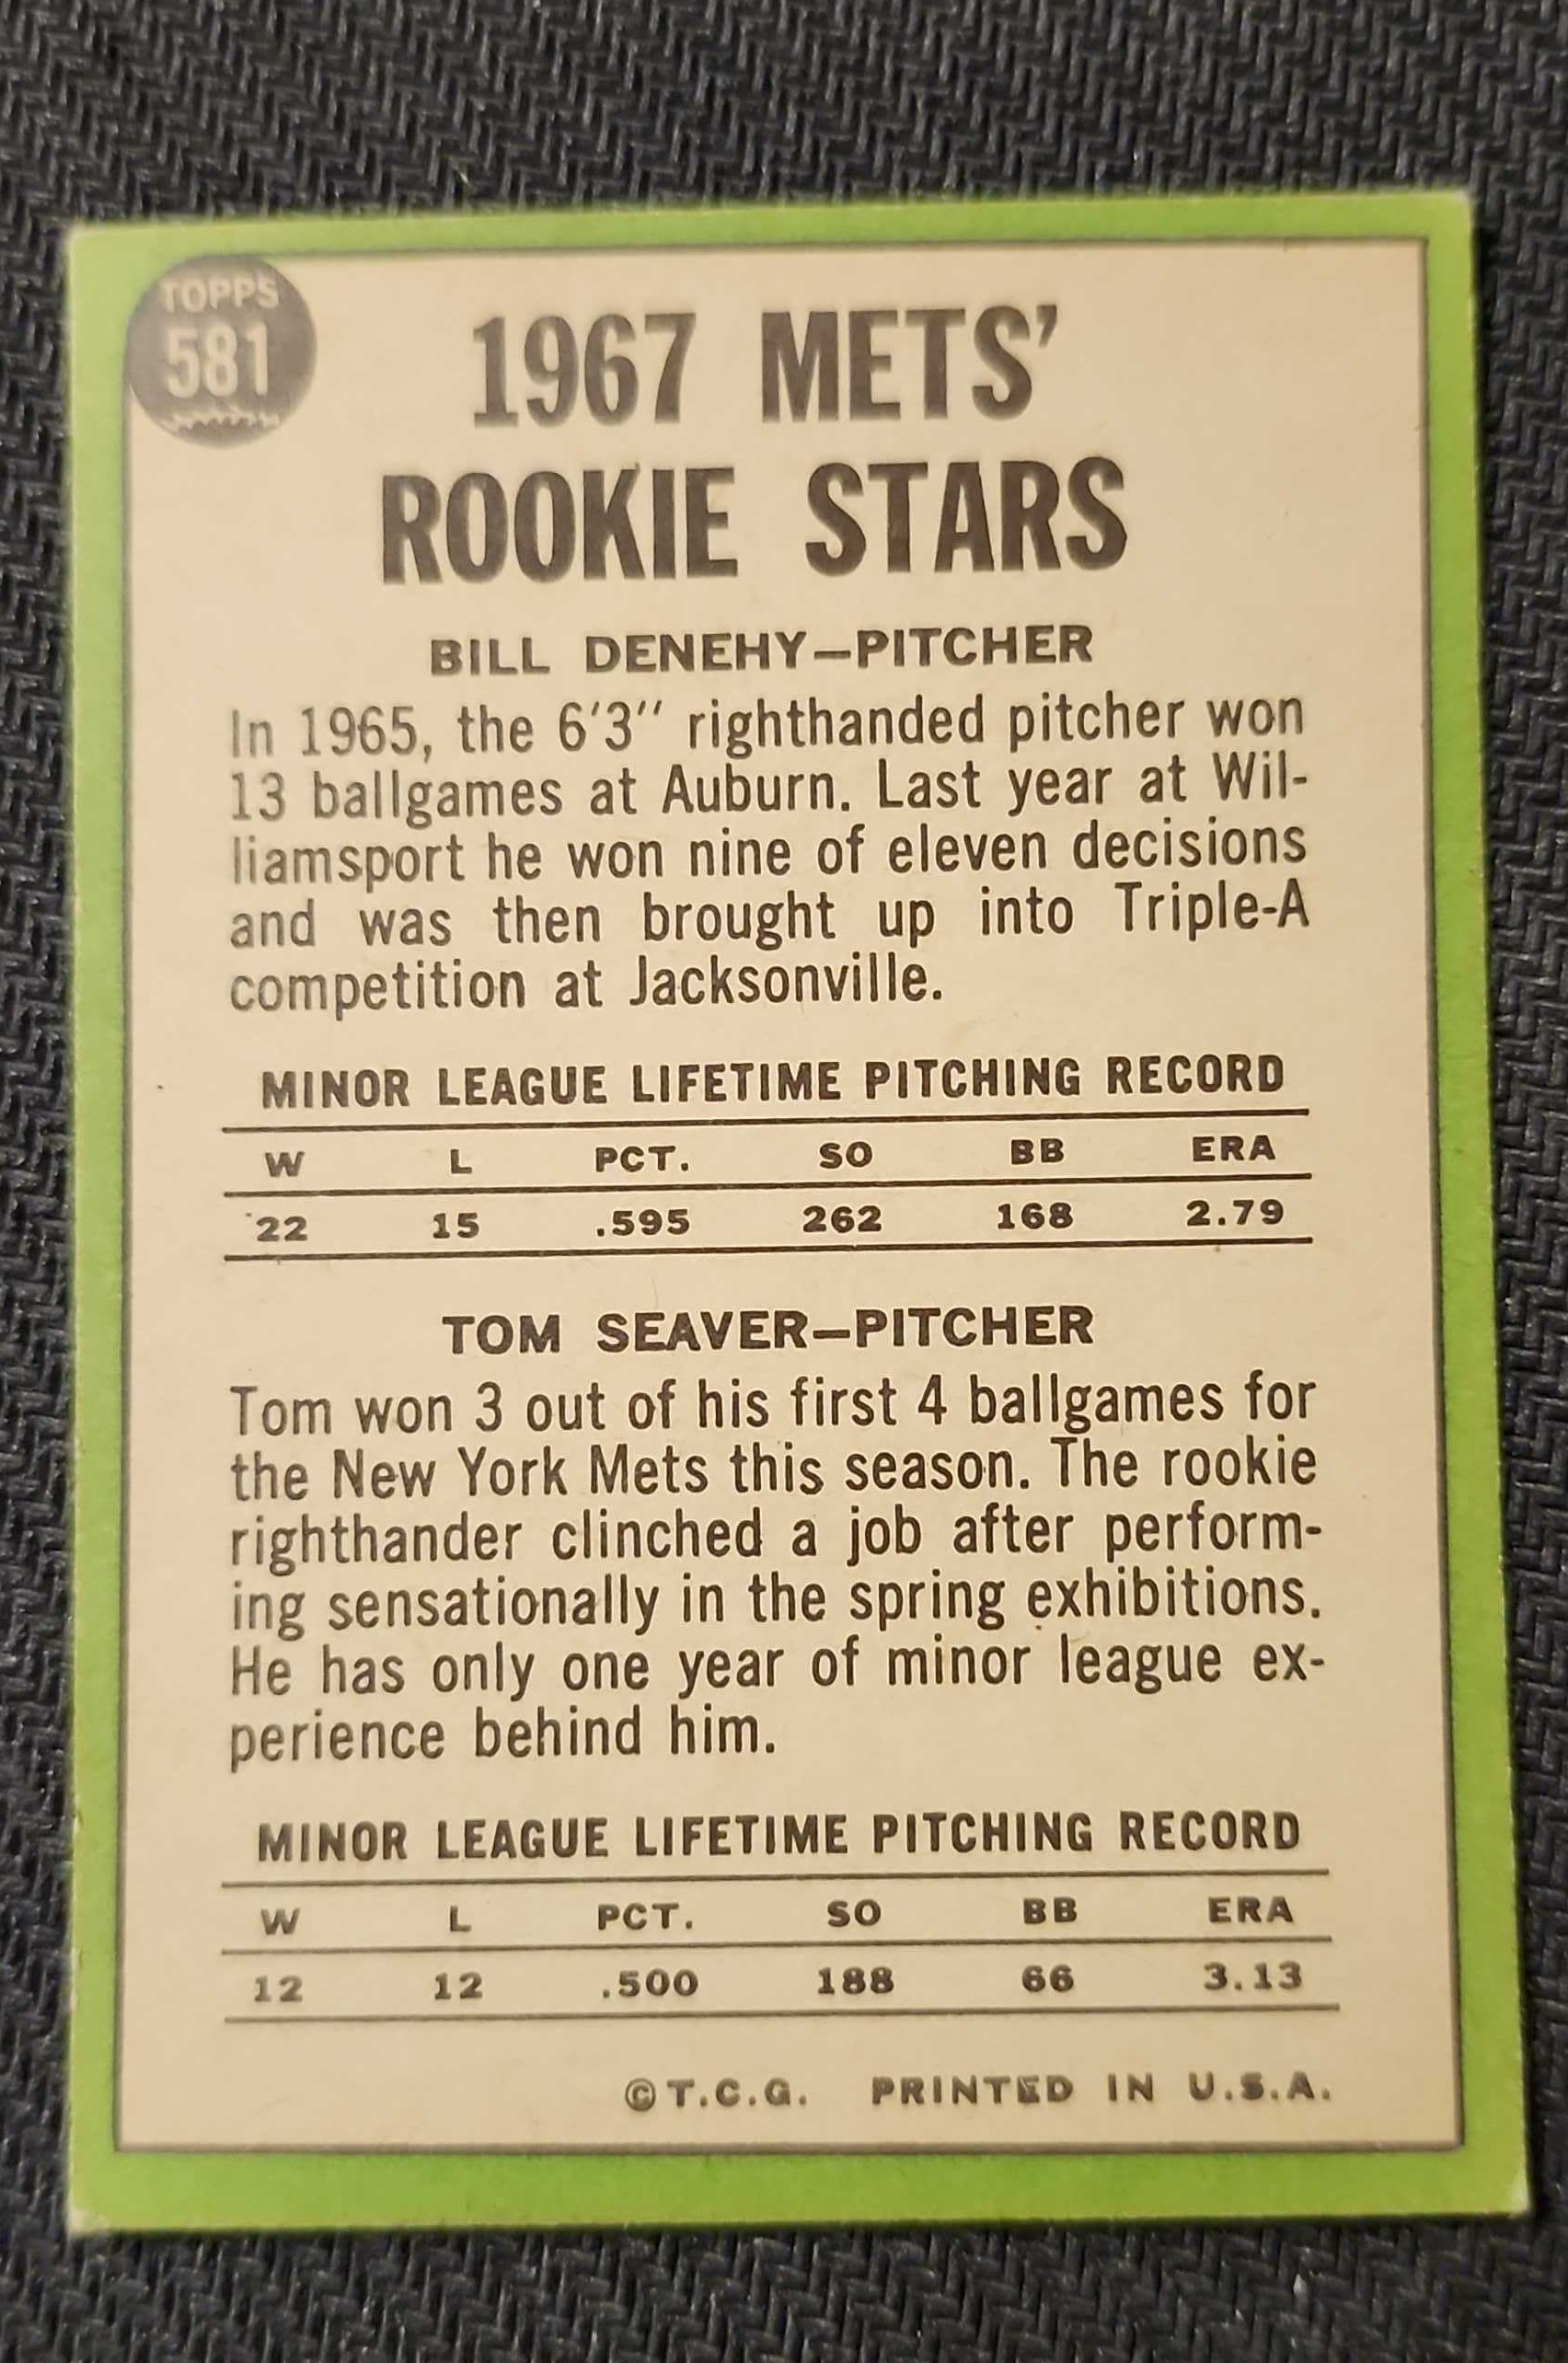 TOPPS
581
1967 METS'
ROOKIE STARS
BILL DENEHY—PITCHER
In 1965, the 6'3" righthanded pitcher won
13 ballgames at Auburn. Last year at Wil-
liamsport he won nine of eleven decisions
and was then brought up into Triple-A
competition at Jacksonville.
MINOR LEAGUE LIFETIME PITCHING RECORD
W L PCT. SO BB ERA
22 15 .595 262 168 2.79
TOM SEAVER—PITCHER
Tom won 3 out of his first 4 ballgames for
the New York Mets this season. The rookie
righthander clinched a job after perform-
ing sensationally in the spring exhibitions.
He has only one year of minor league ex-
perience behind him.
MINOR LEAGUE LIFETIME PITCHING RECORD
W L PCT. SO BB ERA
12 12 .500 188 66 3.13
©T.C.G. PRINTED IN U.S.A.